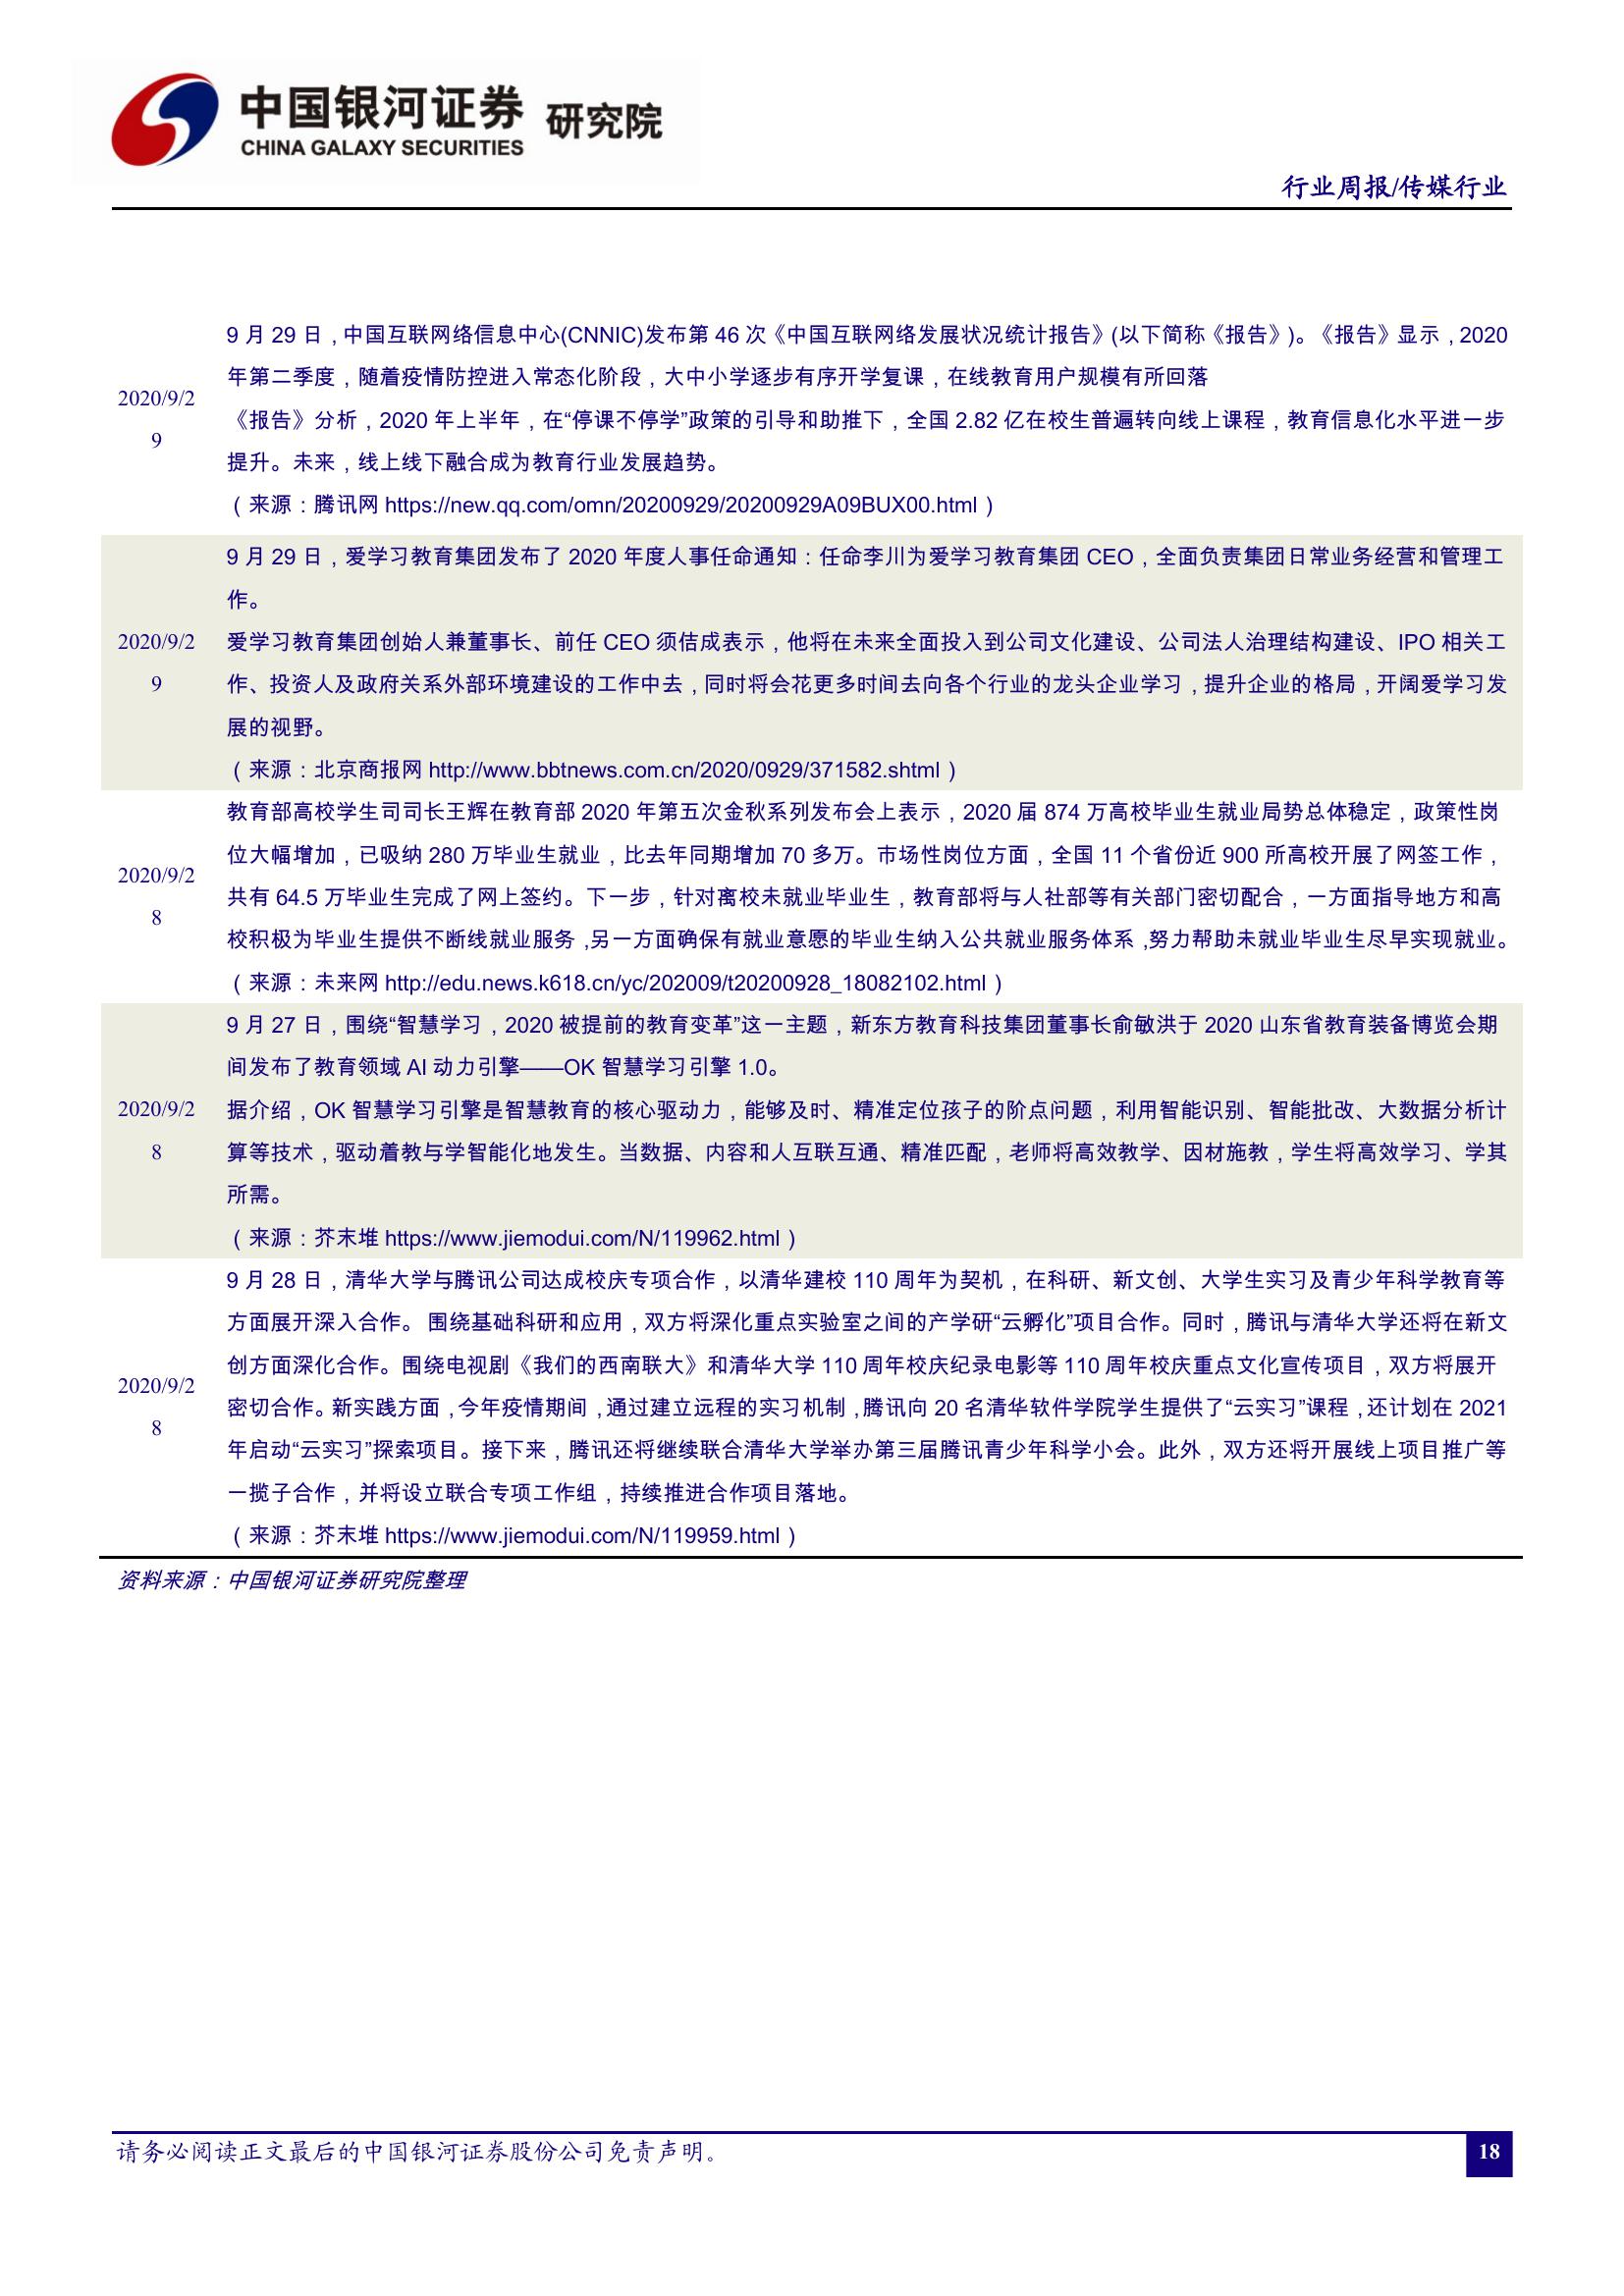 中国银河证券 研究院
CHINA GALAXY SECURITIES
行业周报/传媒行业
2020/9/2
9
9 月 29 日，中国互联网络信息中心(CNNIC)发布第 46 次《中国互联网络发展状况统计报告》(以下简称《报告》)。《报告》显示，2020
年第二季度，随着疫情防控进入常态化阶段，大中小学逐步有序开学复课，在线教育用户规模有所回落
《报告》分析，2020 年上半年，在“停课不停学”政策的引导和助推下，全国 2.82 亿在校生普遍转向线上课程，教育信息化水平进一步
提升。未来，线上线下融合成为教育行业发展趋势。
（来源：腾讯网 https://new.qq.com/omn/20200929/20200929A09BUX00.html）
2020/9/2
9
9 月 29 日，爱学习教育集团发布了 2020 年度人事任命通知：任命李川为爱学习教育集团 CEO，全面负责集团日常业务经营和管理工
作。
爱学习教育集团创始人兼董事长、前任 CEO 须佶成表示，他将在未来全面投入到公司文化建设、公司法人治理结构建设、IPO 相关工
作、投资人及政府关系外部环境建设的工作中去，同时将会花更多时间去向各个行业的龙头企业学习，提升企业的格局，开阔爱学习发
展的视野。
（来源：北京商报网 http://www.bbtnews.com.cn/2020/0929/371582.shtml）
2020/9/2
8
教育部高校学生司司长王辉在教育部 2020 年第五次金秋系列发布会上表示，2020 届 874 万高校毕业生就业局势总体稳定，政策性岗
位大幅增加，已吸纳 280 万毕业生就业，比去年同期增加 70 多万。市场性岗位方面，全国 11 个省份近 900 所高校开展了网签工作，
共有 64.5 万毕业生完成了网上签约。下一步，针对离校未就业毕业生，教育部将与人社部等有关部门密切配合，一方面指导地方和高
校积极为毕业生提供不断线就业服务，另一方面确保有就业意愿的毕业生纳入公共就业服务体系，努力帮助未就业毕业生尽早实现就业。
（来源：未来网 http://edu.news.k618.cn/yc/202009/t20200928_18082102.html）
2020/9/2
8
9 月 27 日，围绕“智慧学习，2020 被提前的教育变革”这一主题，新东方教育科技集团董事长俞敏洪于 2020 山东省教育装备博览会期
间发布了教育领域 AI 动力引擎——OK 智慧学习引擎 1.0。
据介绍，OK 智慧学习引擎是智慧教育的核心驱动力，能够及时、精准定位孩子的阶点问题，利用智能识别、智能批改、大数据分析计
算等技术，驱动着教与学智能化地发生。当数据、内容和人互联互通、精准匹配，老师将高效教学、因材施教，学生将高效学习、学其
所需。
（来源：芥末堆 https://www.jiemodui.com/N/119962.html）
2020/9/2
8
9 月 28 日，清华大学与腾讯公司达成校庆专项合作，以清华建校 110 周年为契机，在科研、新文创、大学生实习及青少年科学教育等
方面展开深入合作。 围绕基础科研和应用，双方将深化重点实验室之间的产学研“云孵化”项目合作。同时，腾讯与清华大学还将在新文
创方面深化合作。围绕电视剧《我们的西南联大》和清华大学 110 周年校庆纪录电影等 110 周年校庆重点文化宣传项目，双方将展开
密切合作。新实践方面，今年疫情期间，通过建立远程的实习机制，腾讯向 20 名清华软件学院学生提供了“云实习”课程，还计划在 2021
年启动“云实习”探索项目。接下来，腾讯还将继续联合清华大学举办第三届腾讯青少年科学小会。此外，双方还将开展线上项目推广等
一揽子合作，并将设立联合专项工作组，持续推进合作项目落地。
（来源：芥末堆 https://www.jiemodui.com/N/119959.html）
资料来源：中国银河证券研究院整理
请务必阅读正文最后的中国银河证券股份公司免责声明。
18